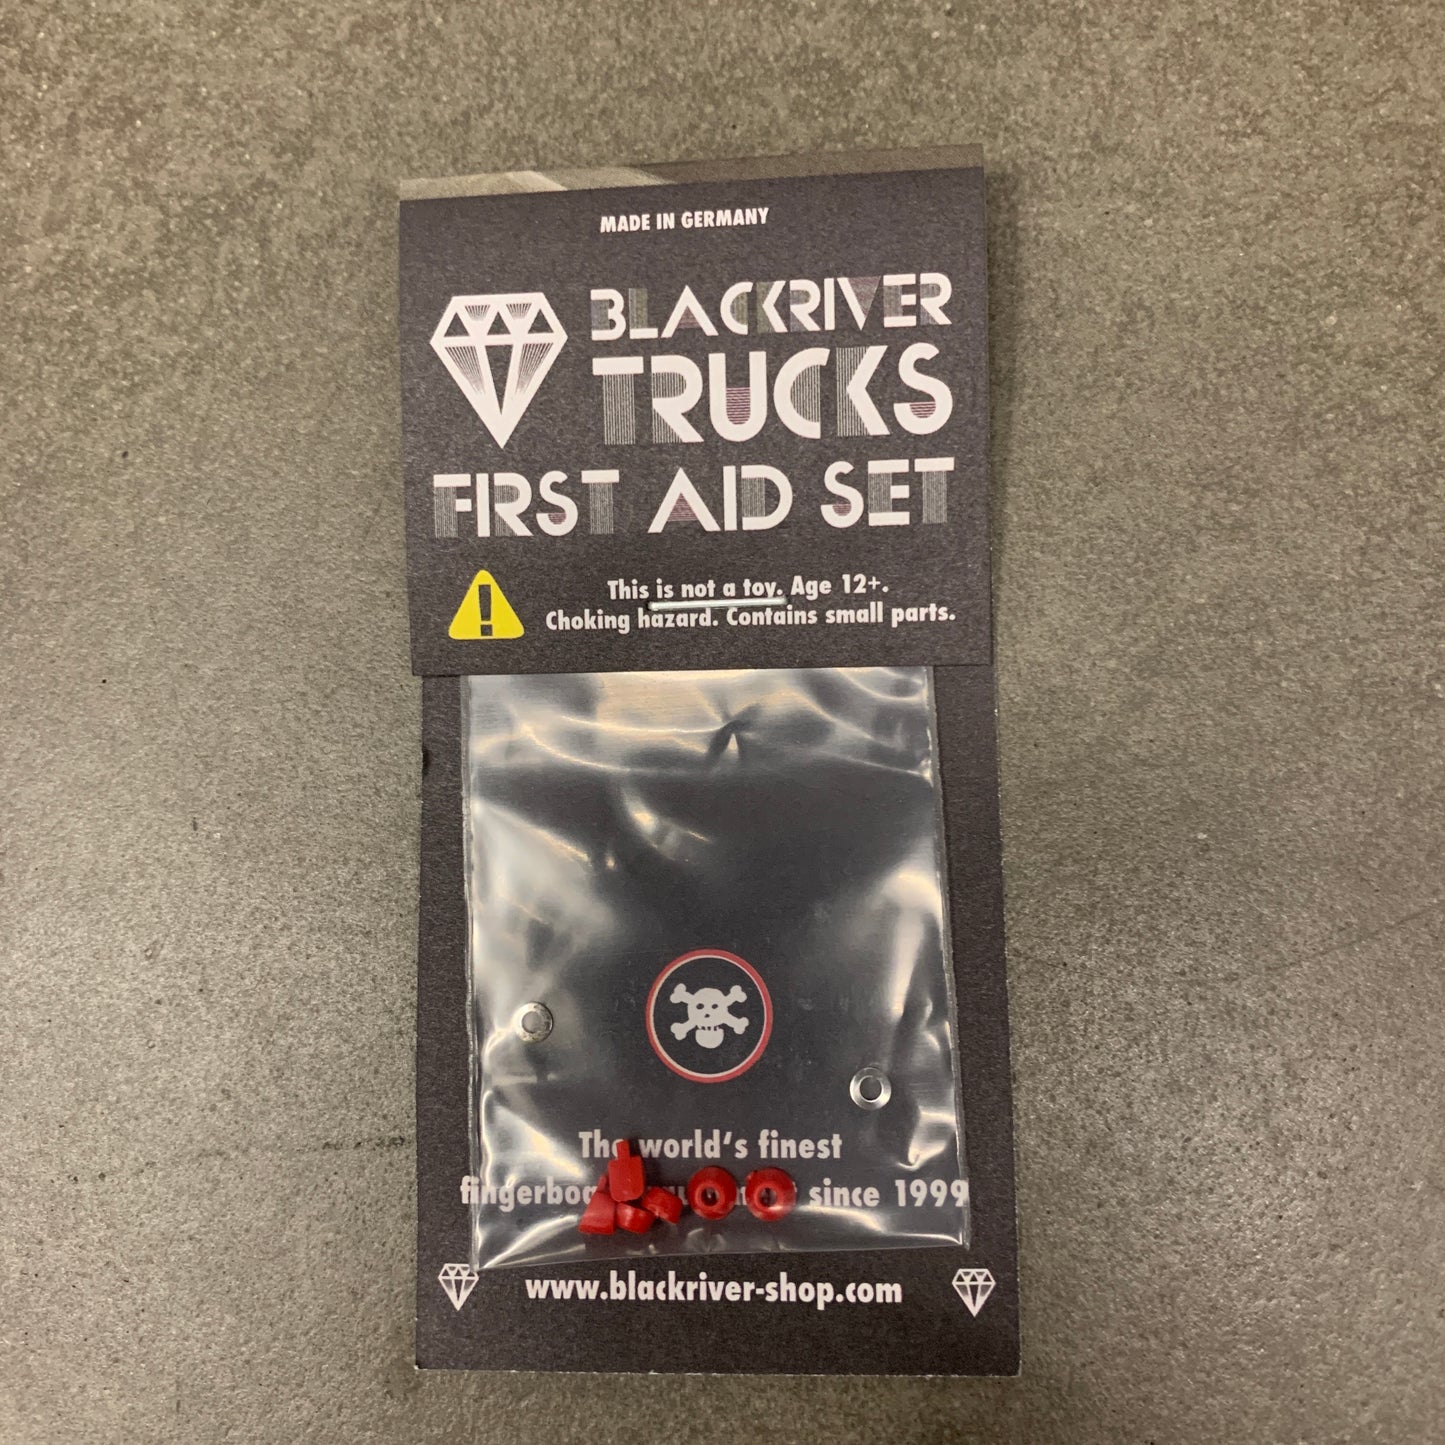 MADE IN GERMANY
BLACKRIVER
TRUCKS
FIRST AID SET
This is not a toy. Age 12+.
Choking hazard. Contains small parts.
The world's finest
since 1999
www.blackriver-shop.com